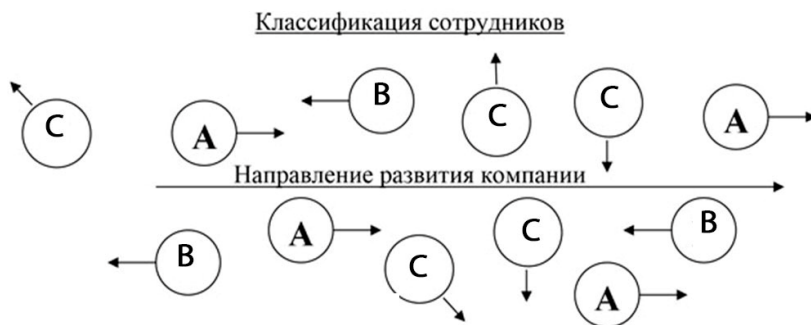 Классификация сотрудников
C A B C C A
Направление развития компании
B A C C B A